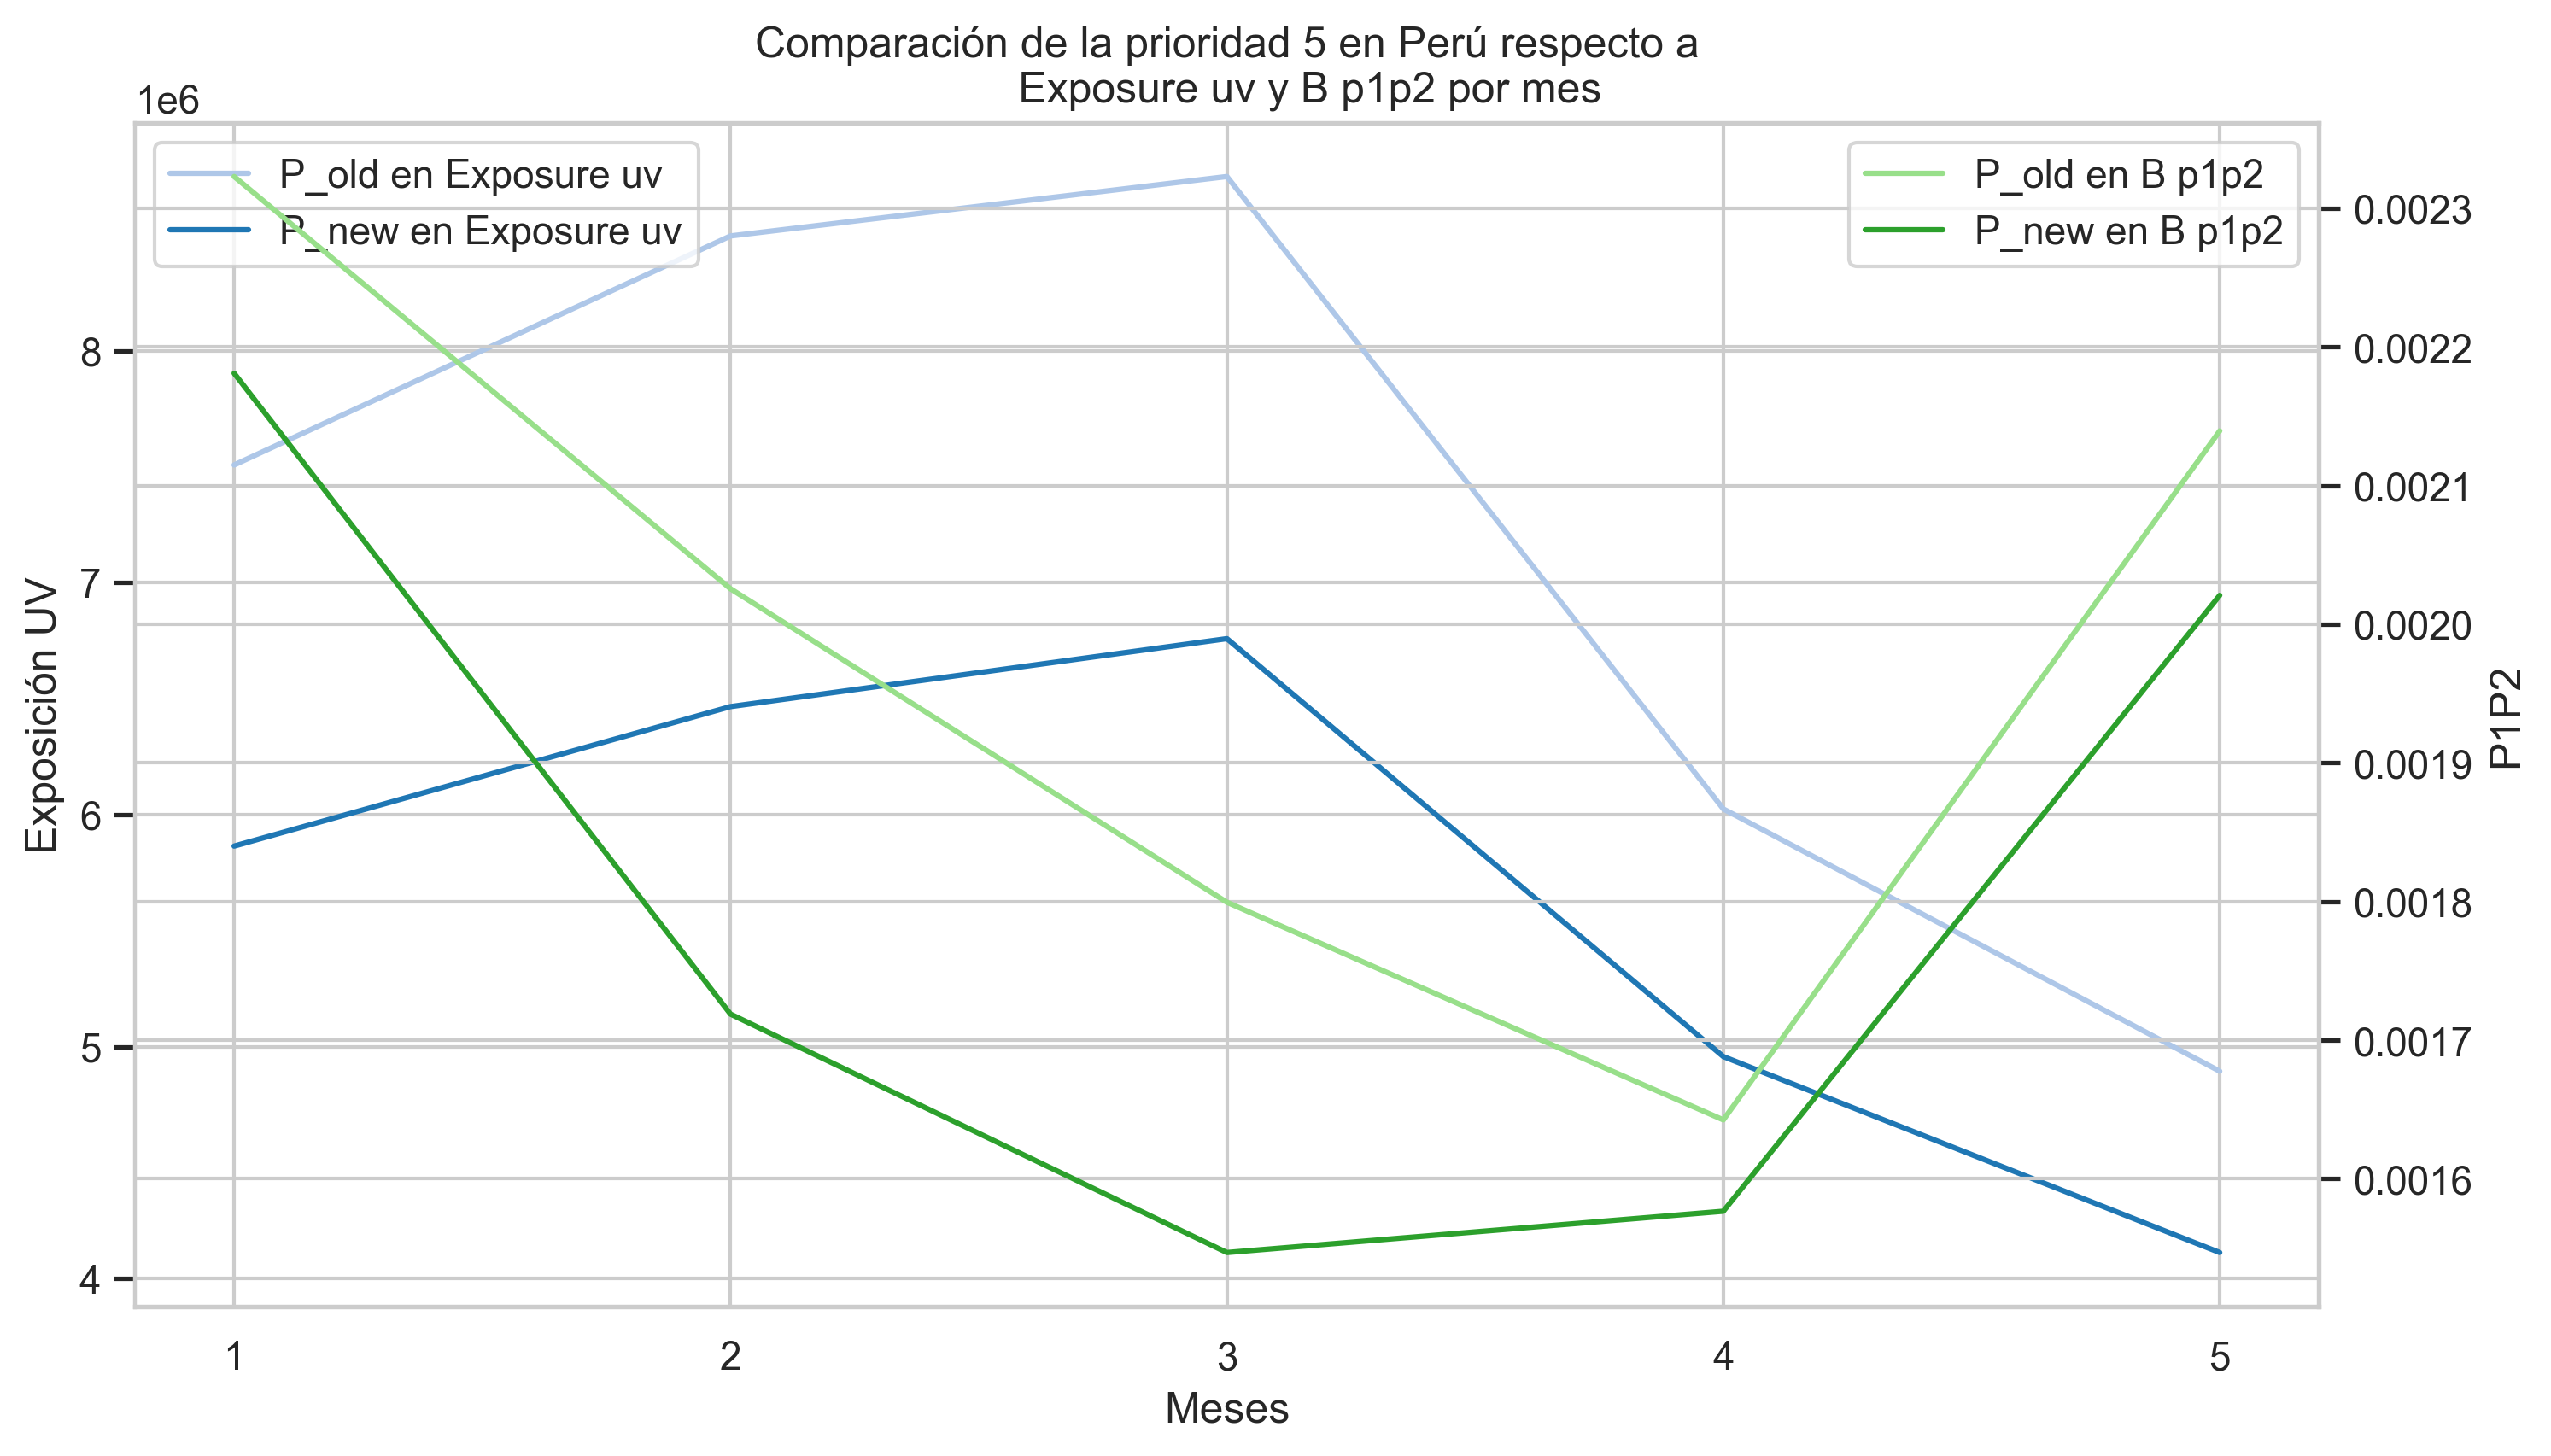 Comparación de la prioridad 5 en Perú respecto a
Exposure uv y B p1p2 por mes
1e6
P_old en Exposure uv
P_new en Exposure uv
P_old en B p1p2
P_new en B p1p2
8
7
6
5
4
Exposición UV
0.0023
0.0022
0.0021
0.0020
0.0019
0.0018
0.0017
0.0016
P1P2
1 2 3 4 5
Meses